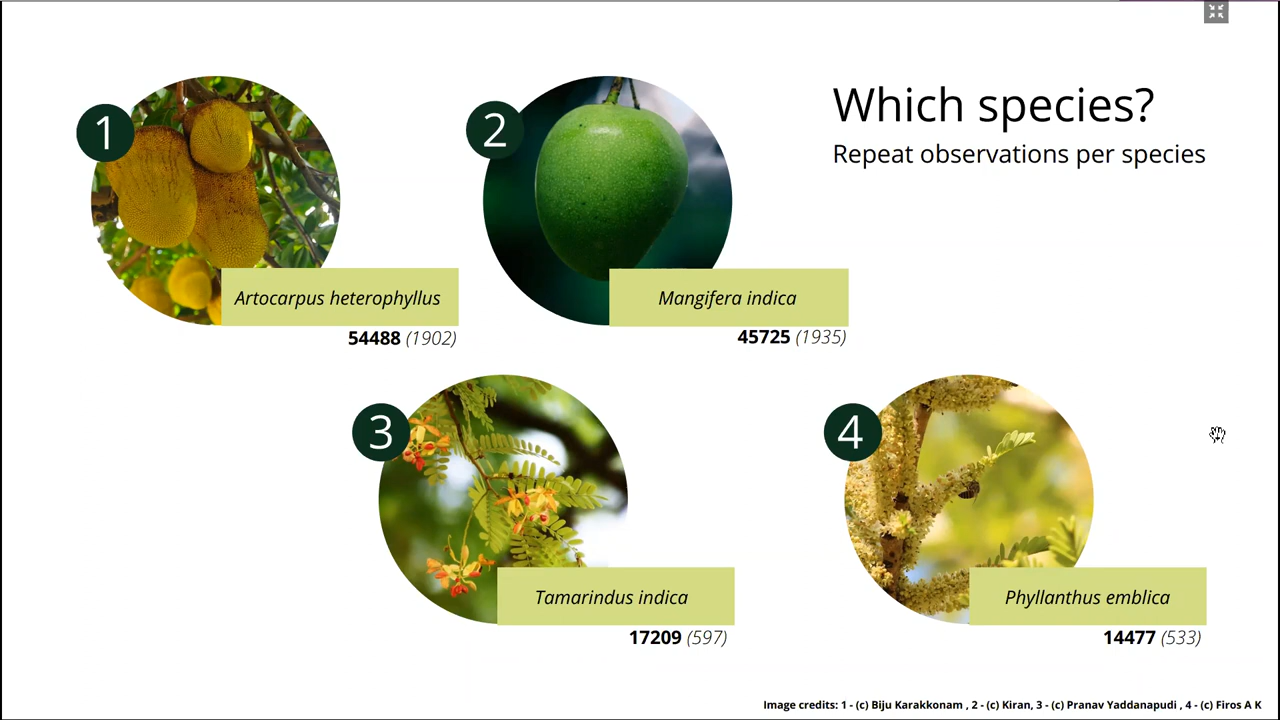 Which species?
Repeat observations per species
1
Artocarpus heterophyllus
54488 (1902)
2
Mangifera indica
45725 (1935)
3
Tamarindus indica
17209 (597)
4
Phyllanthus emblica
14477 (533)
Image credits: 1 - (c) Biju Karakkonam , 2 - (c) Kiran, 3 - (c) Pranav Yaddanapudi , 4 - (c) Firos A K